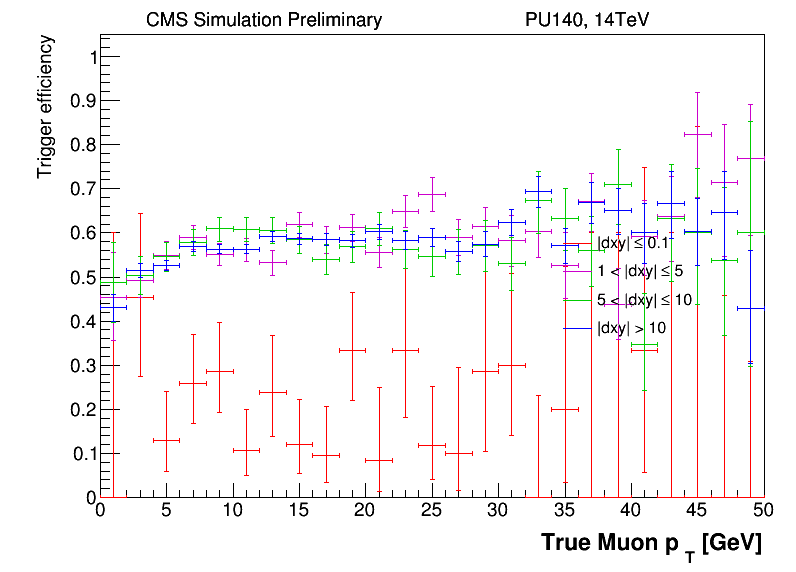 CMS Simulation Preliminary
PU140, 14TeV
Trigger efficiency
1
0.9
0.8
0.7
0.6
0.5
0.4
0.3
0.2
0.1
0
|dxy| ≤ 0.1
1 < |dxy| ≤ 5
5 < |dxy| ≤ 10
|dxy| > 10
0 5 10 15 20 25 30 35 40 45 50
True Muon p T [GeV]